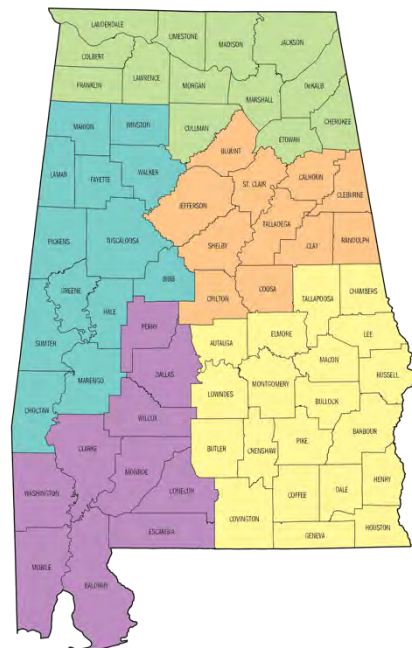 LAUDERDALE
LIMESTONE
MADISON
JACKSON
COLBERT
FRANKLIN
LAWRENCE
MORGAN
MARSHALL
DeKALB
CHEROKEE
CULLMAN
ETOWAH
MARION
WINSTON
BLOUNT
WALKER
LAMAR
FAYETTE
JEFFERSON
ST. CLAIR
CALHOUN
CLEBURNE
TALLADEGA
PICKENS
TUSCALOOSA
SHELBY
CLAY
RANDOLPH
BIBB
GREENE
HALE
CHILTON
COOSA
TALLAPOOSA
CHAMBERS
PERRY
SUMTER
AUTAUGA
ELMORE
LEE
MACON
DALLAS
MARENGO
LOWNDES
MONTGOMERY
RUSSELL
BULLOCK
CHOCTAW
WILCOX
BUTLER
CRENSHAW
PIKE
BARBOUR
CLARKE
MONROE
CONECUH
WASHINGTON
COFFEE
DALE
HENRY
COVINGTON
GENEVA
HOUSTON
ESCAMBIA
MOBILE
BALDWIN